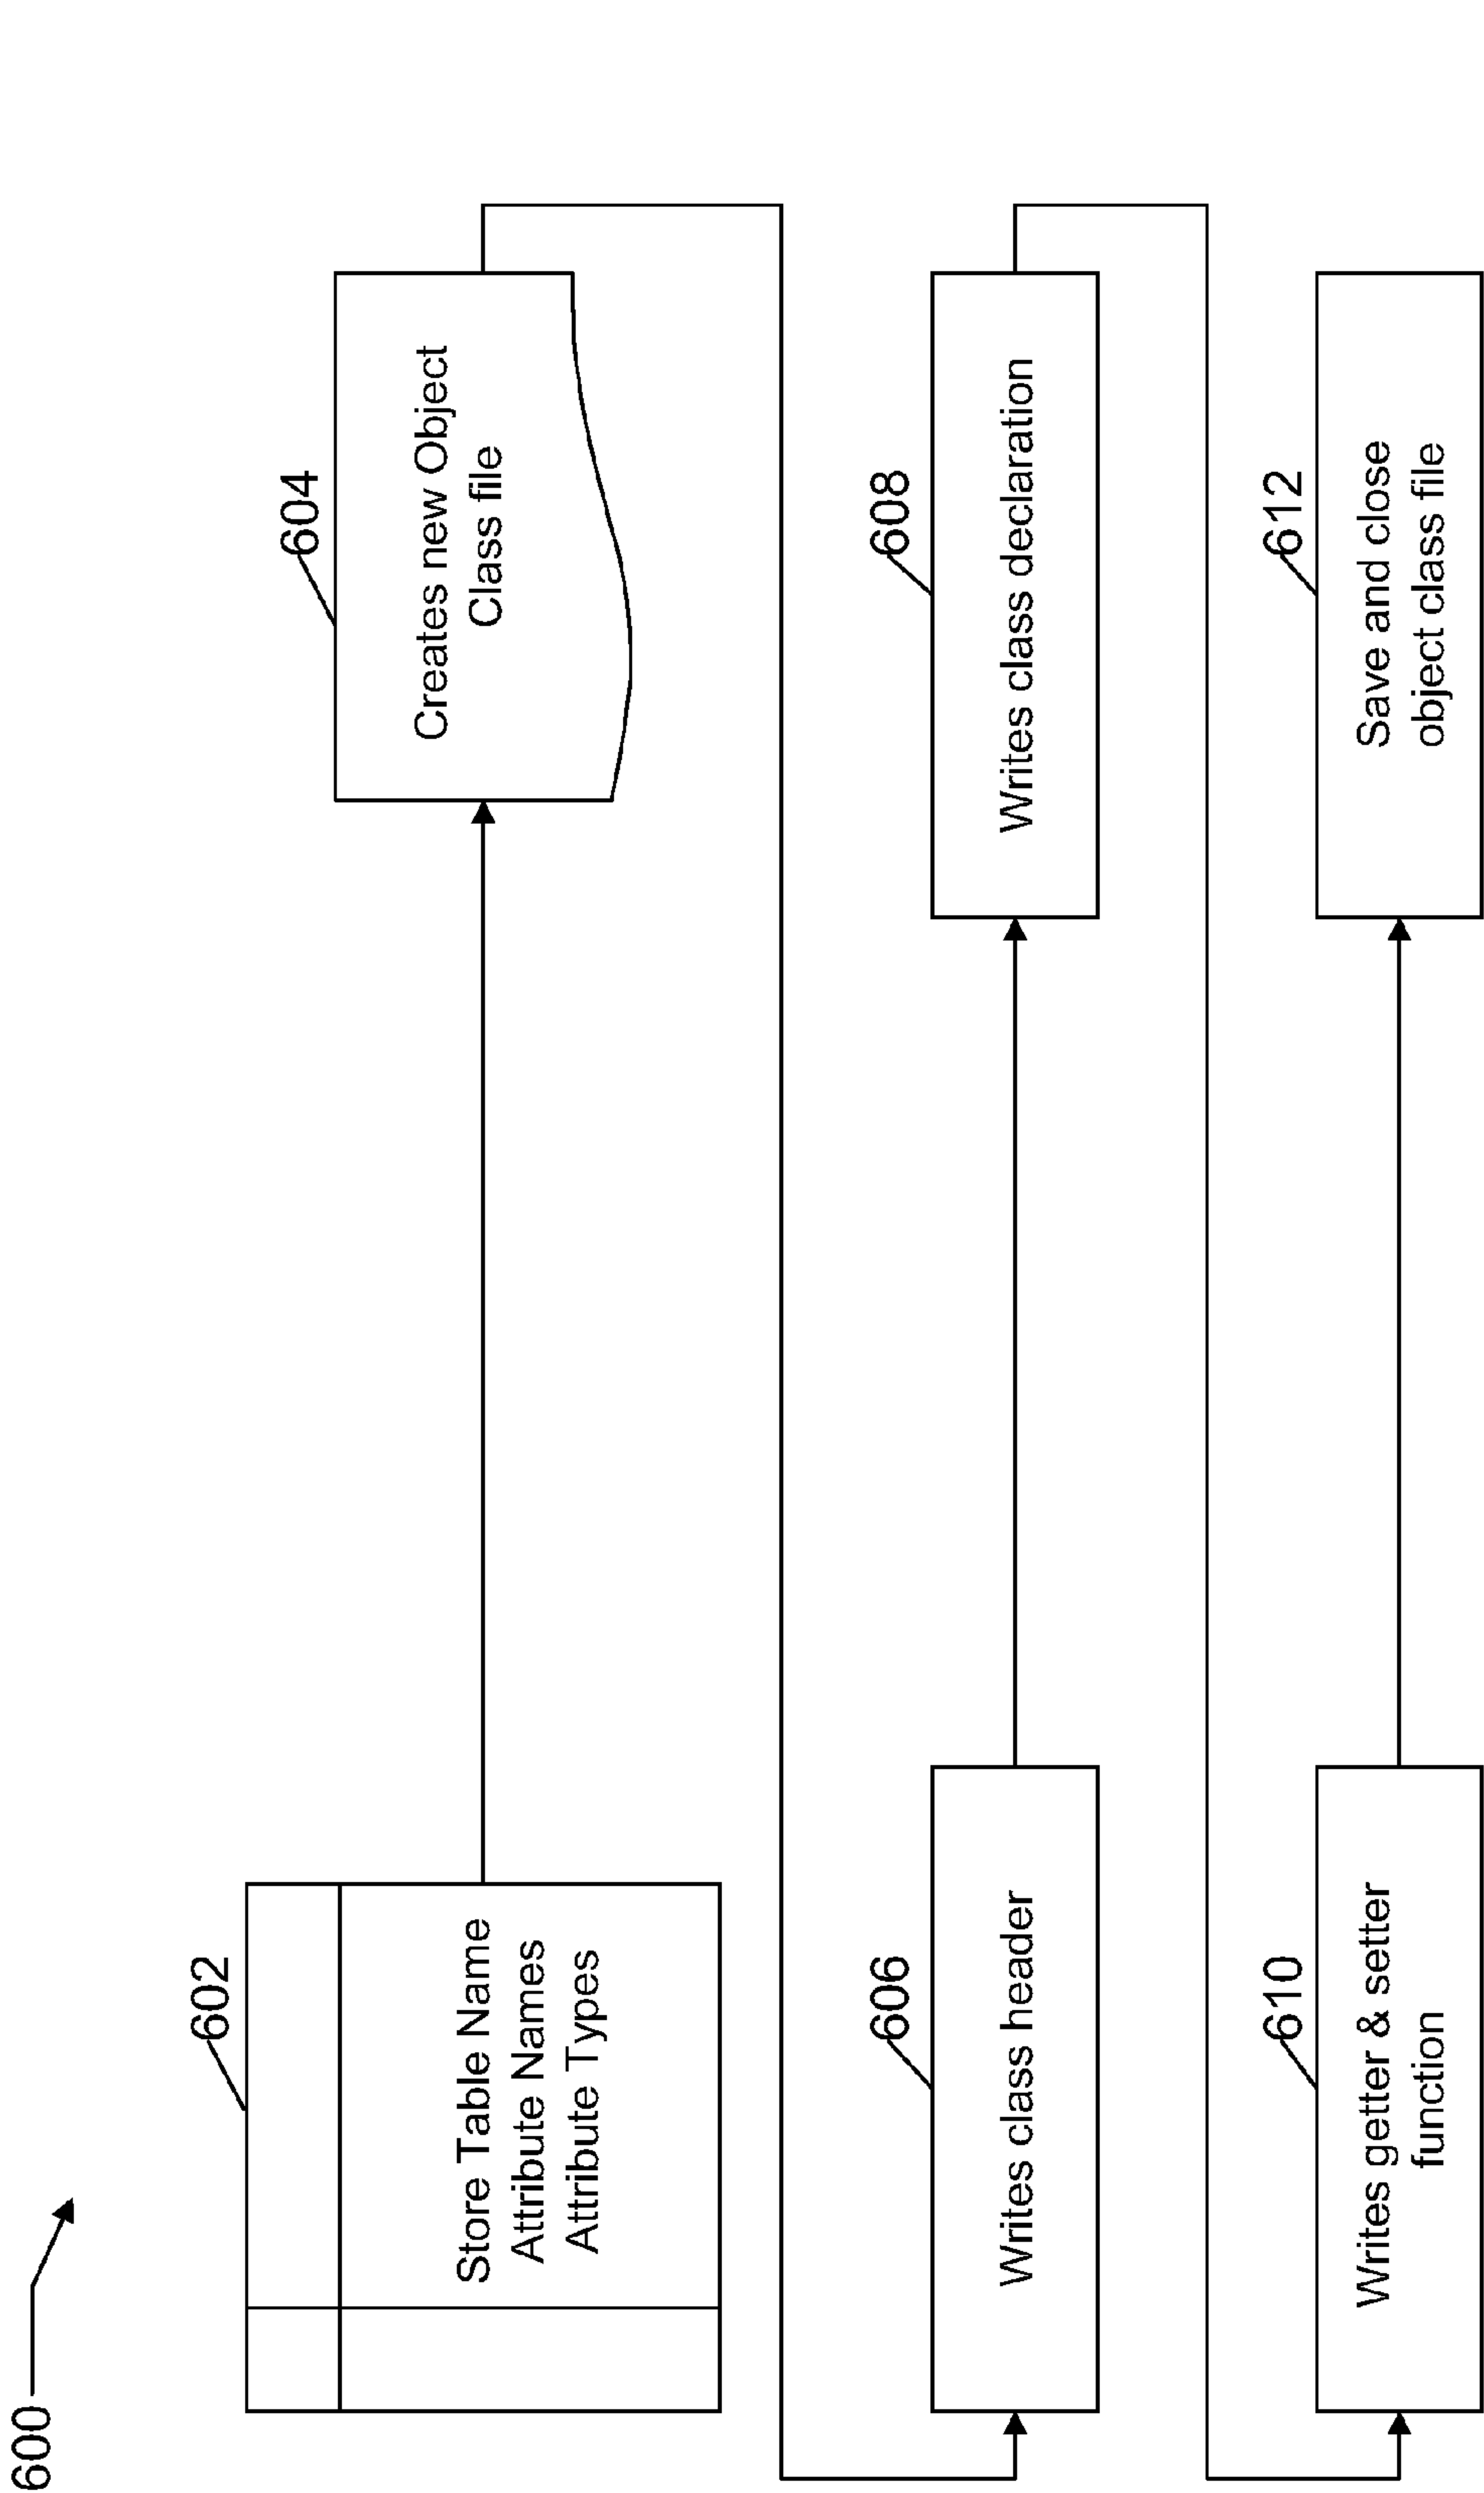 600
602
Store Table Name
Attribute Names
Attribute Types
604
Creates new Object
Class file
606
Writes class header
608
Writes class declaration
610
Writes getter & setter
function
612
Save and close
object class file